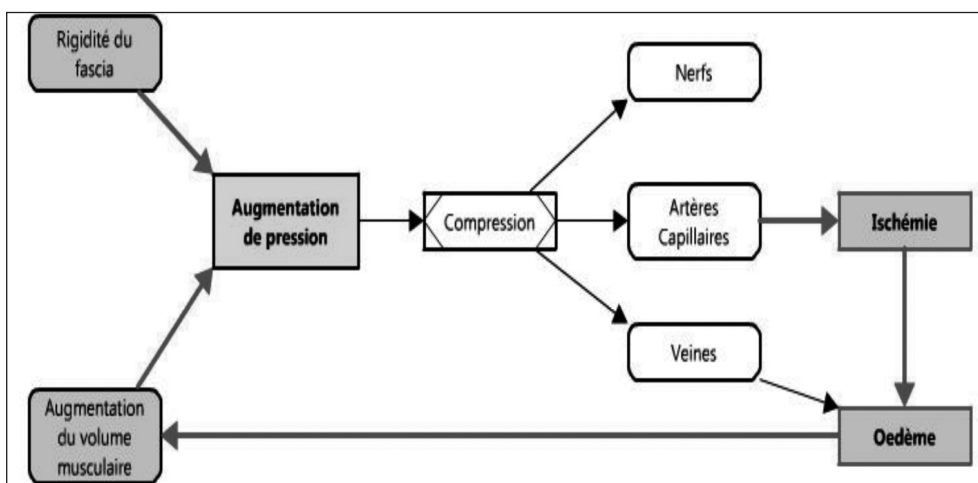 Rigidité du
fascia
Nerfs
Augmentation
de pression
Compression
Artères
Capillaires
Ischémie
Veines
Augmentation
du volume
musculaire
Oedème